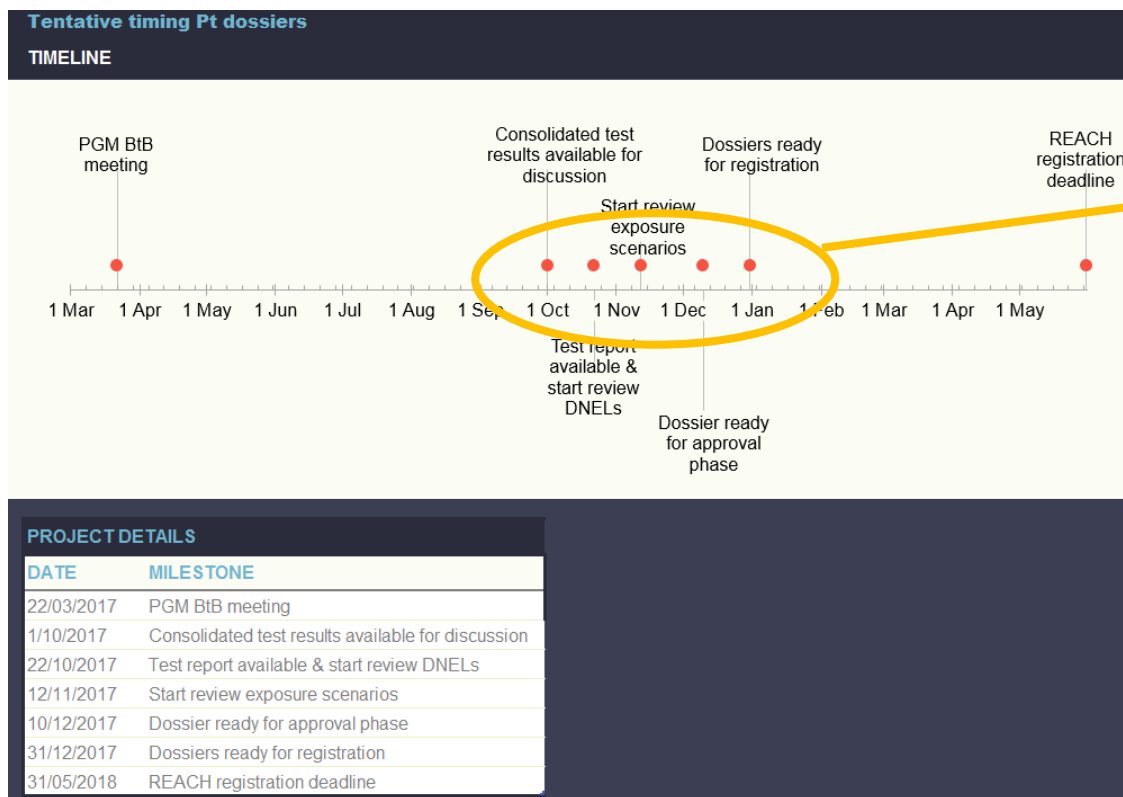 Tentative timing Pt dossiers
TIMELINE
PGM BtB
meeting
Consolidated test
results available for
discussion
Start review
exposure
scenarios
Dossiers ready
for registration
REACH
registration
deadline
1 Mar 1 Apr 1 May 1 Jun 1 Jul 1 Aug 1 Sep 1 Oct 1 Nov 1 Dec 1 Jan 1 Feb 1 Mar 1 Apr 1 May
Test report
available &
start review
DNELs
Dossier ready
for approval
phase
PROJECT DETAILS
DATE MILESTONE
22/03/2017 PGM BtB meeting
1/10/2017 Consolidated test results available for discussion
22/10/2017 Test report available & start review DNELs
12/11/2017 Start review exposure scenarios
10/12/2017 Dossier ready for approval phase
31/12/2017 Dossiers ready for registration
31/05/2018 REACH registration deadline